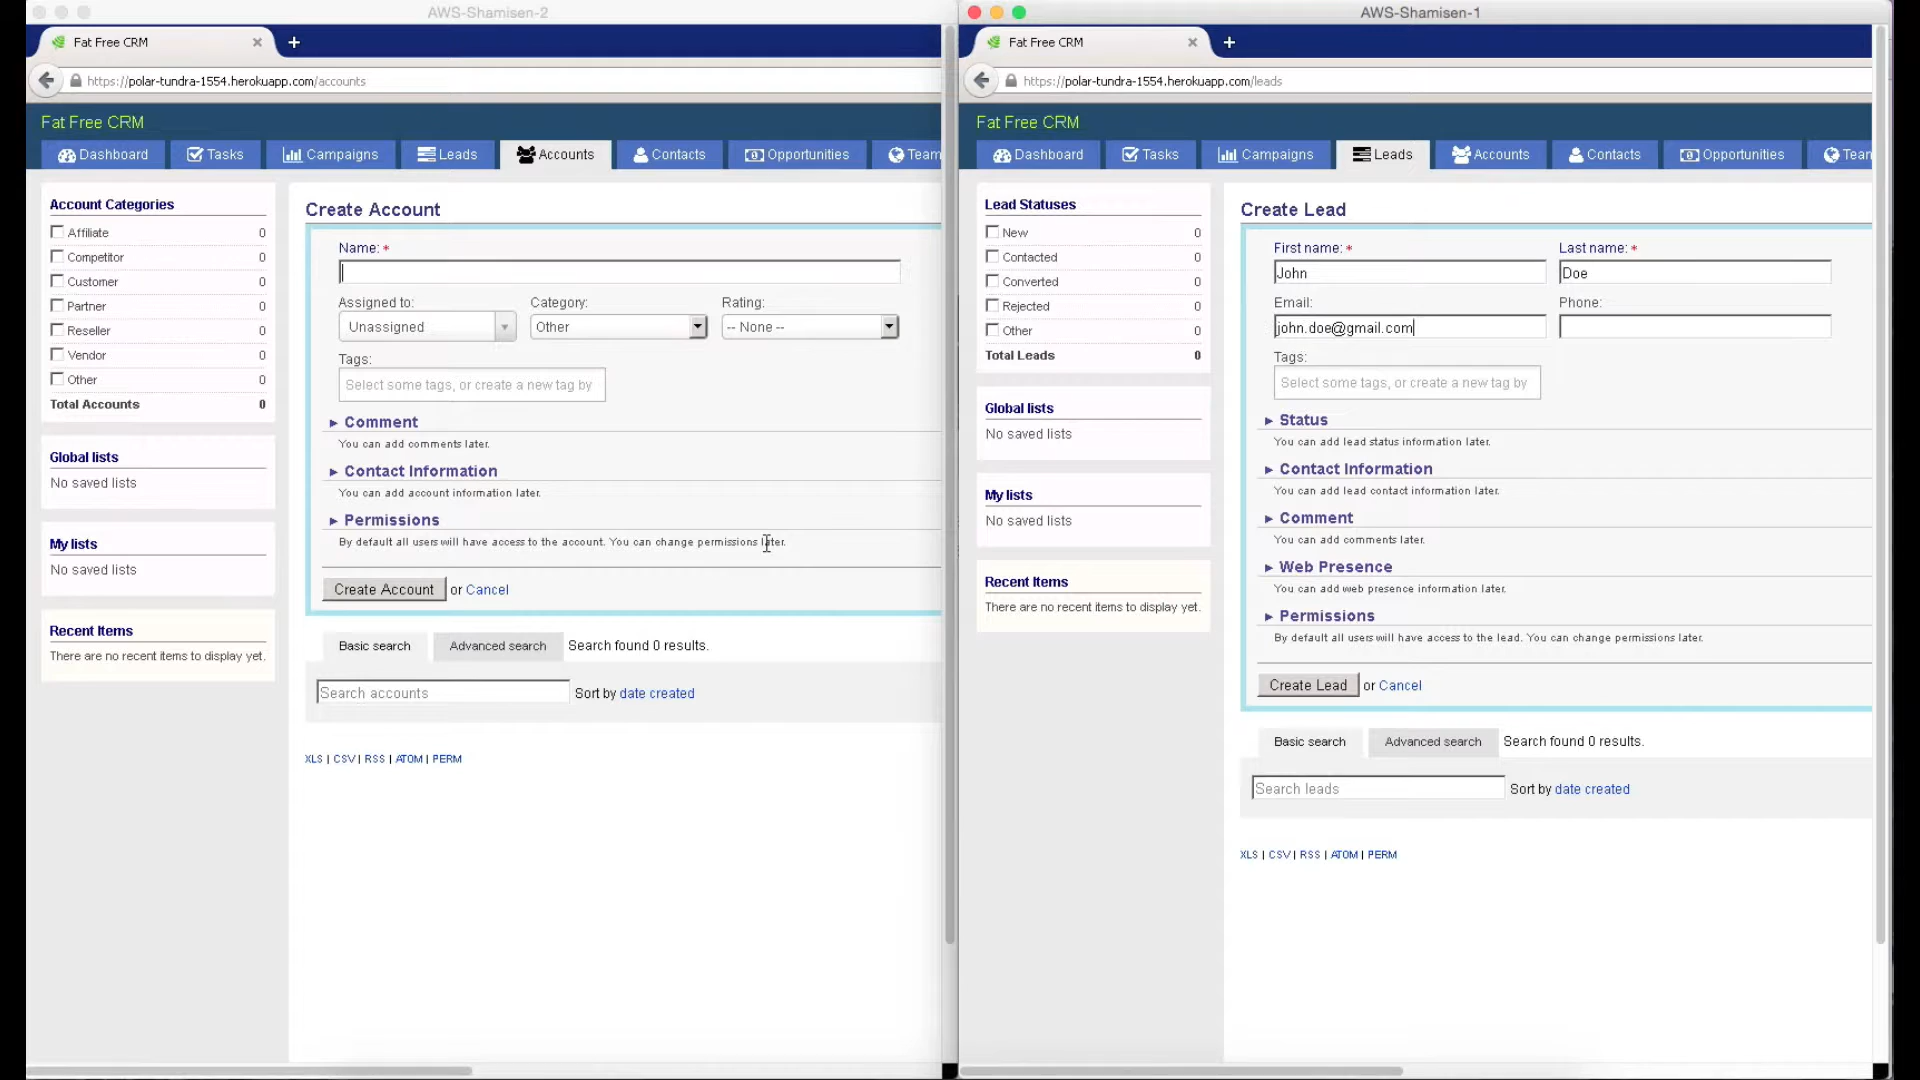 AWS-Shamisen-2
Fat Free CRM
https://polar-tundra-1554.herokuapp.com/accounts
Fat Free CRM
Dashboard Tasks Campaigns Leads Accounts Contacts Opportunities Team
Account Categories
Affiliate 0
Competitor 0
Customer 0
Partner 0
Reseller 0
Vendor 0
Other 0
Total Accounts 0
Global lists
No saved lists
My lists
No saved lists
Recent Items
There are no recent items to display yet.
Create Account
Name: *
Assigned to: Category: Rating:
Unassigned Other -- None --
Tags:
Select some tags, or create a new tag by
► Comment
You can add comments later.
► Contact Information
You can add account information later.
► Permissions
By default all users will have access to the account. You can change permissions later.
Create Account or Cancel
Basic search Advanced search Search found 0 results.
Search accounts Sort by date created
XLS | CSV | RSS | ATOM | PERM
AWS-Shamisen-1
Fat Free CRM
https://polar-tundra-1554.herokuapp.com/leads
Fat Free CRM
Dashboard Tasks Campaigns Leads Accounts Contacts Opportunities Tean
Lead Statuses
New 0
Contacted 0
Converted 0
Rejected 0
Other 0
Total Leads 0
Global lists
No saved lists
My lists
No saved lists
Recent Items
There are no recent items to display yet.
Create Lead
First name: * Last name: *
John Doe
Email: Phone:
john.doe@gmail.com
Tags:
Select some tags, or create a new tag by
► Status
You can add lead status information later.
► Contact Information
You can add lead contact information later.
► Comment
You can add comments later.
► Web Presence
You can add web presence information later.
► Permissions
By default all users will have access to the lead. You can change permissions later.
Create Lead or Cancel
Basic search Advanced search Search found 0 results.
Search leads Sort by date created
XLS | CSV | RSS | ATOM | PERM